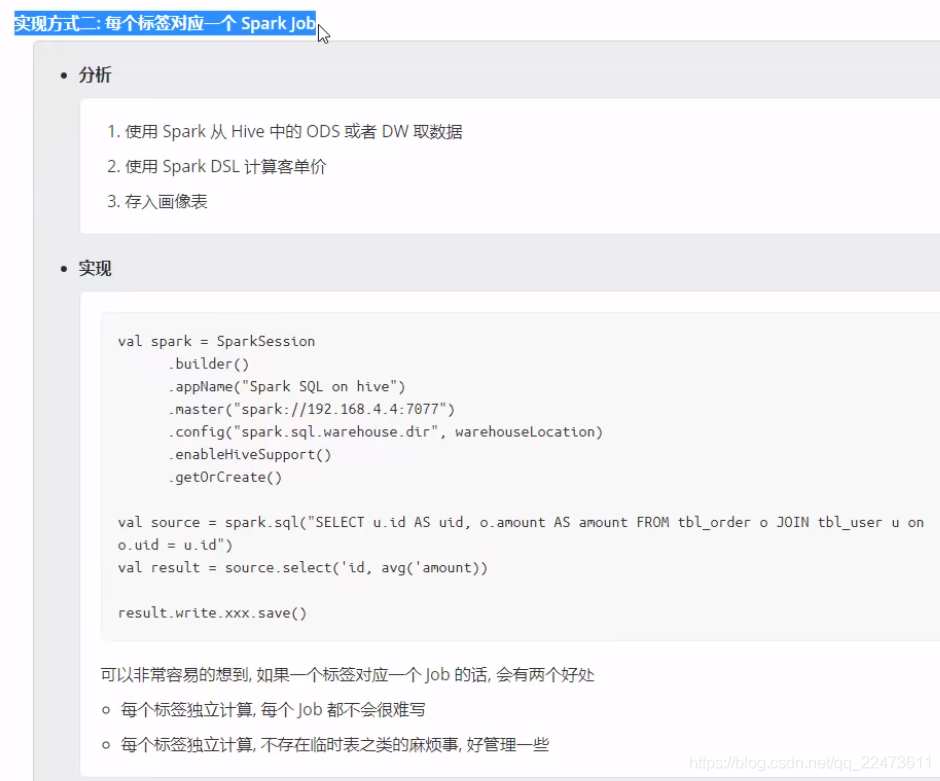 实现方式二: 每个标签对应一个 Spark Job
分析
1. 使用 Spark 从 Hive 中的 ODS 或者 DW 取数据
2. 使用 Spark DSL 计算客单价
3. 存入画像表
实现
val spark = SparkSession
.builder()
.appName("Spark SQL on hive")
.master("spark://192.168.4.4:7077")
.config("spark.sql.warehouse.dir", warehouseLocation)
.enableHiveSupport()
.getOrCreate()
val source = spark.sql("SELECT u.id AS uid, o.amount AS amount FROM tbl_order o JOIN tbl_user u on
o.uid = u.id")
val result = source.select('id, avg('amount))
result.write.xxx.save()
可以非常容易的想到, 如果一个标签对应一个 Job 的话, 会有两个好处
每个标签独立计算, 每个 Job 都不会很难写
每个标签独立计算, 不存在临时表之类的麻烦事, 好管理一些
https://blog.csdn.net/qq_22473611